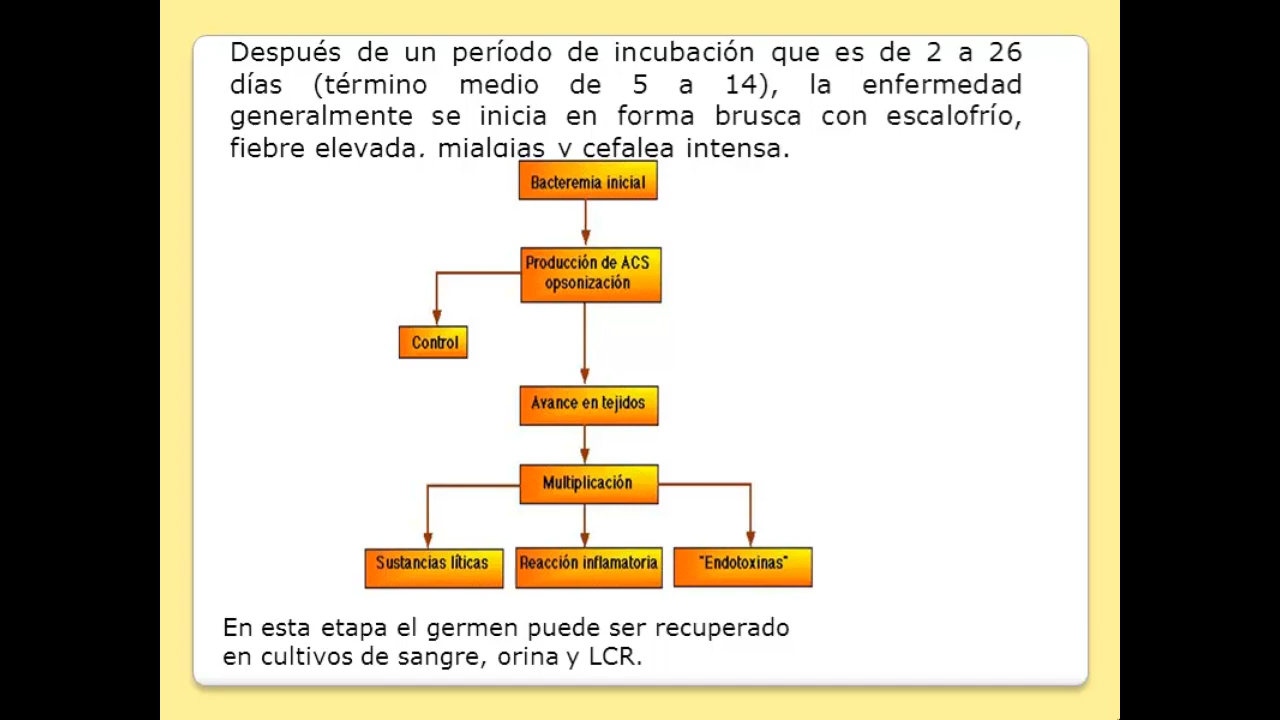 Después de un período de incubación que es de 2 a 26
días (término medio de 5 a 14), la enfermedad
generalmente se inicia en forma brusca con escalofrío,
fiebre elevada, mialgias y cefalea intensa.
Bacteremia inicial
Producción de ACS
opsonización
Control
Avance en tejidos
Multiplicación
Sustancias líticas
Reacción inflamatoria
"Endotoxinas"
En esta etapa el germen puede ser recuperado
en cultivos de sangre, orina y LCR.